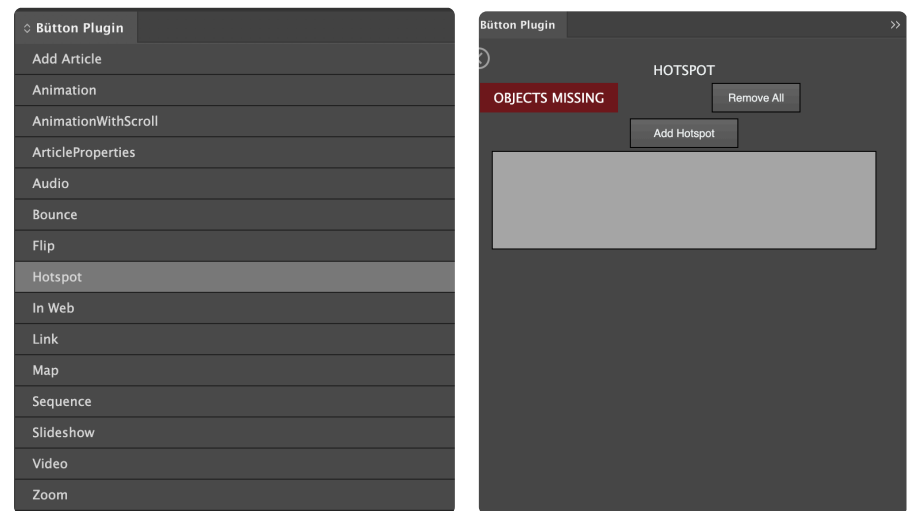 Bütton Plugin
Add Article
Animation
AnimationWithScroll
ArticleProperties
Audio
Bounce
Flip
Hotspot
In Web
Link
Map
Sequence
Slideshow
Video
Zoom
Bütton Plugin
HOTSPOT
OBJECTS MISSING
Remove All
Add Hotspot